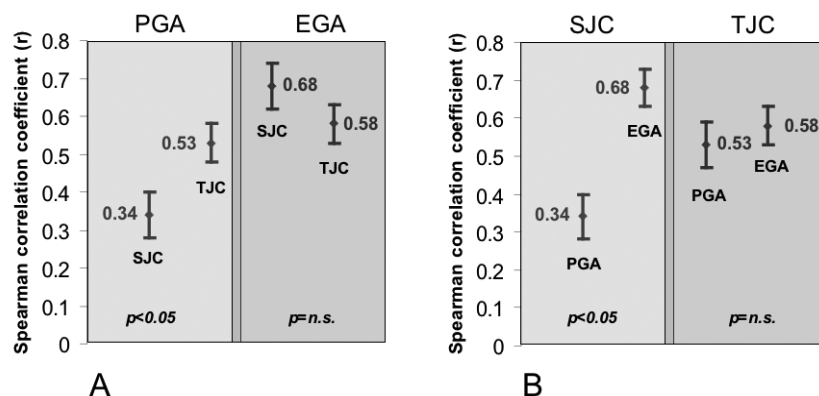 PGA EGA
Spearman correlation coefficient (r)
0.8
0.7
0.6
0.5
0.4
0.3
0.2
0.1
0
0.34
SJC
0.53
TJC
p<0.05
0.68
SJC
0.58
TJC
p=n.s.
A
SJC TJC
Spearman correlation coefficient (r)
0.8
0.7
0.6
0.5
0.4
0.3
0.2
0.1
0
0.34
PGA
0.68
EGA
p<0.05
0.53
PGA
0.58
EGA
p=n.s.
B